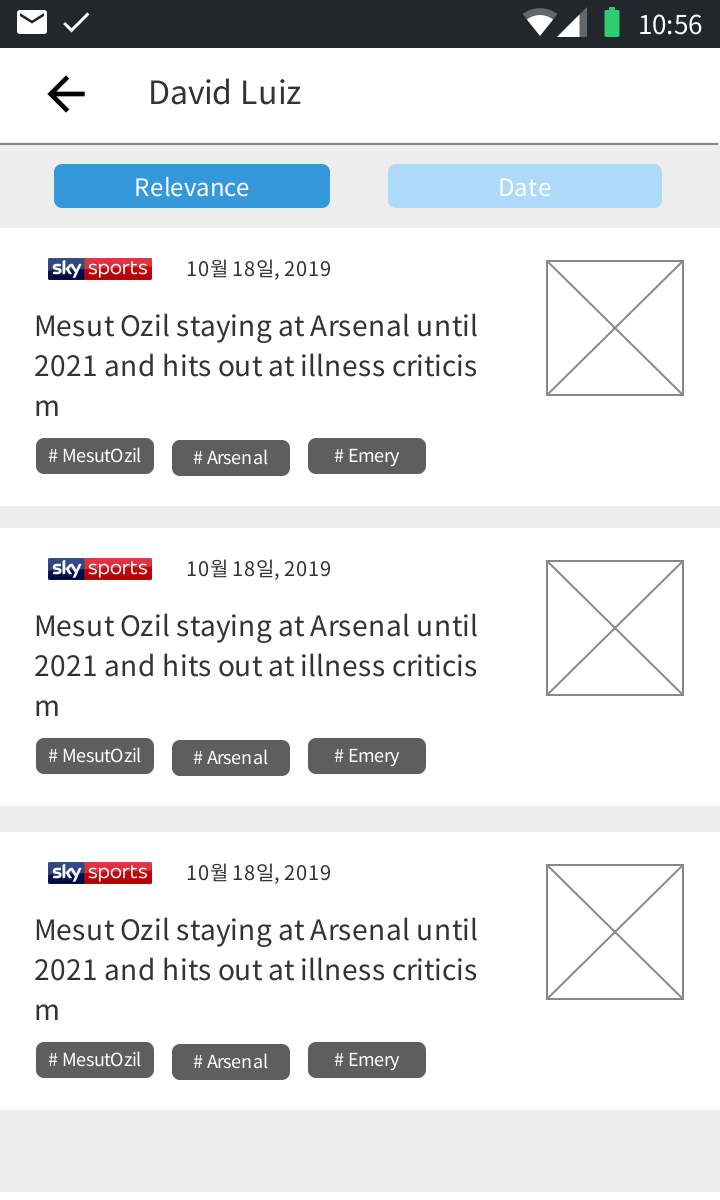 10:56
David Luiz
Relevance Date
sky sports 10월 18일, 2019
Mesut Ozil staying at Arsenal until
2021 and hits out at illness criticis
m
# MesutOzil # Arsenal # Emery
sky sports 10월 18일, 2019
Mesut Ozil staying at Arsenal until
2021 and hits out at illness criticis
m
# MesutOzil # Arsenal # Emery
sky sports 10월 18일, 2019
Mesut Ozil staying at Arsenal until
2021 and hits out at illness criticis
m
# MesutOzil # Arsenal # Emery